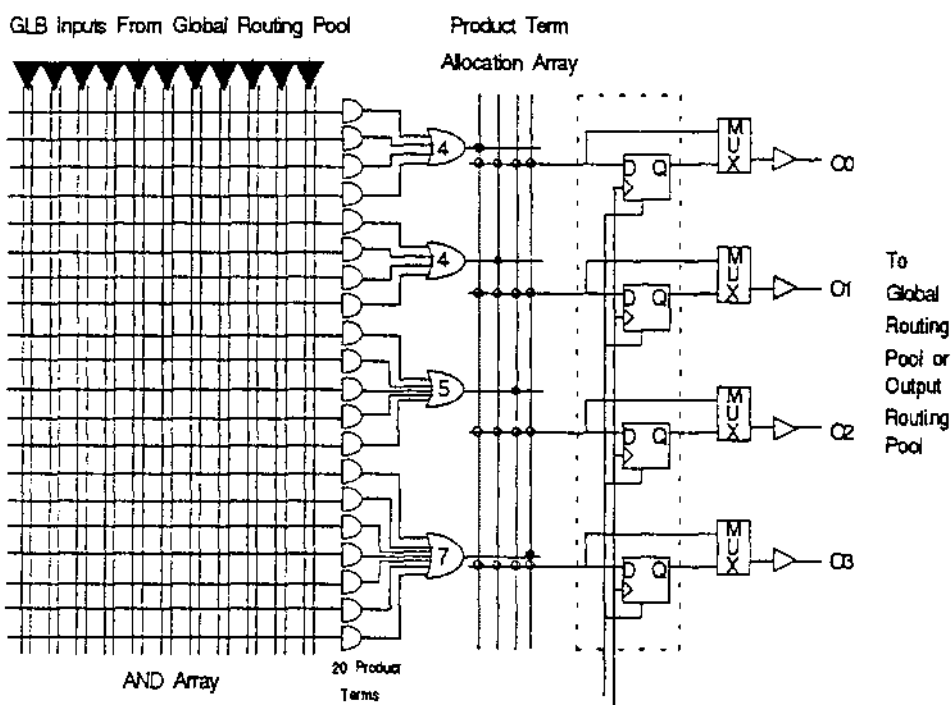 GLB Inputs From Global Routing Pool
Product Term
Allocation Array
4
D Q
MUX
O0
4
D Q
MUX
O1
To
Global
Routing
Pool or
Output
Routing
Pool
5
D Q
MUX
O2
7
D Q
MUX
O3
AND Array
20 Product
Terms